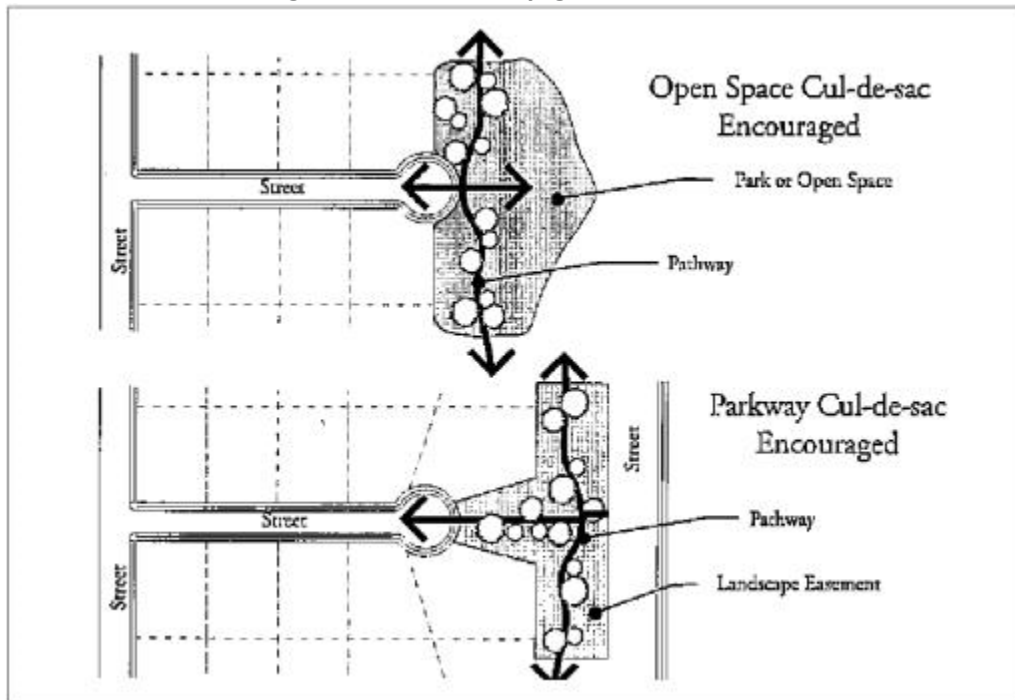 Open Space Cul-de-sac
Encouraged
Park or Open Space
Street
Street
Pathway
Parkway Cul-de-sac
Encouraged
Street
Street
Pathway
Street
Landscape Easement